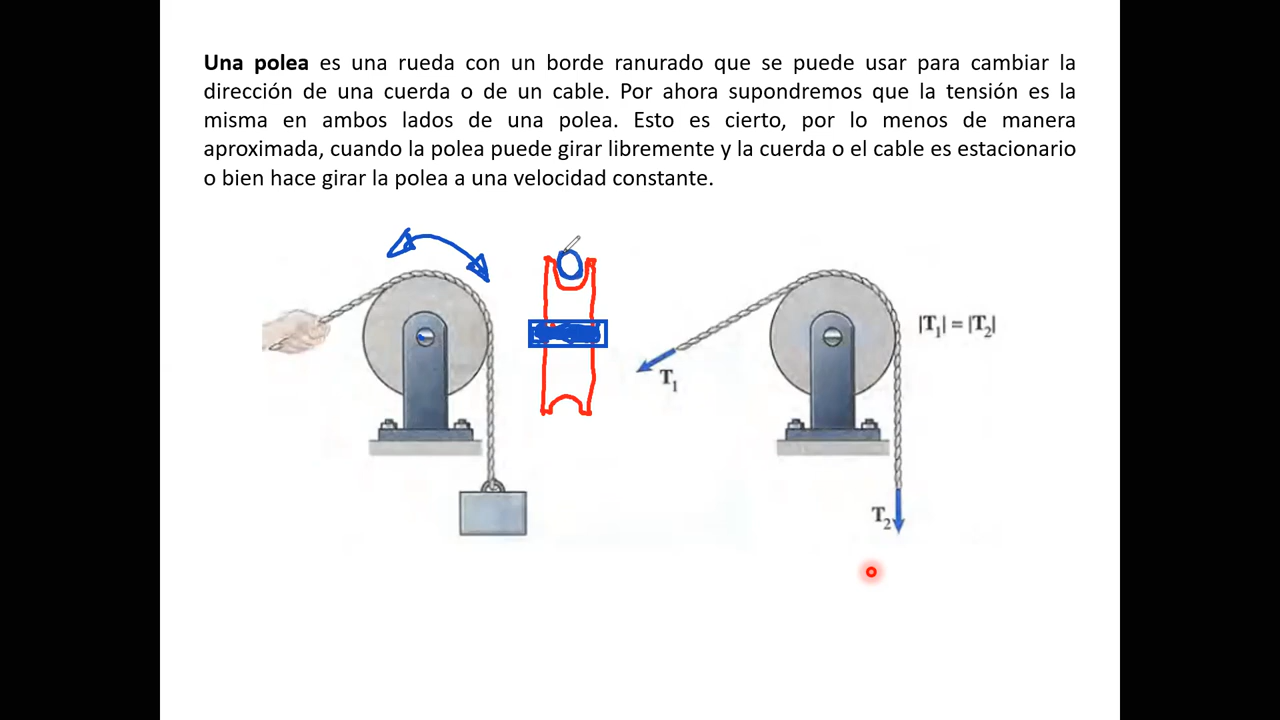 Una polea es una rueda con un borde ranurado que se puede usar para cambiar la
dirección de una cuerda o de un cable. Por ahora supondremos que la tensión es la
misma en ambos lados de una polea. Esto es cierto, por lo menos de manera
aproximada, cuando la polea puede girar libremente y la cuerda o el cable es estacionario
o bien hace girar la polea a una velocidad constante.
|T₁| = |T₂|
T₁
T₂